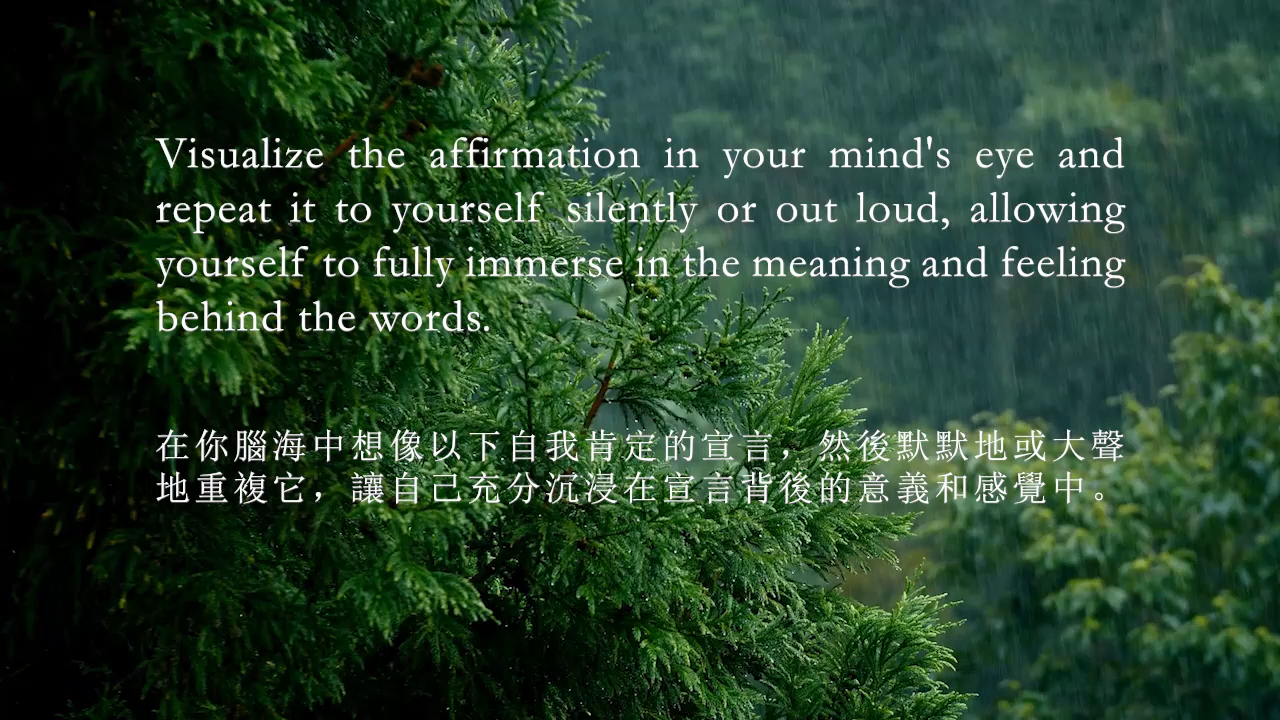 Visualize the affirmation in your mind's eye and
repeat it to yourself silently or out loud, allowing
yourself to fully immerse in the meaning and feeling
behind the words.
在你腦海中想像以下自我肯定的宣言，然後默默地或大聲
地重複它，讓自己充分沉浸在宣言背後的意義和感覺中。